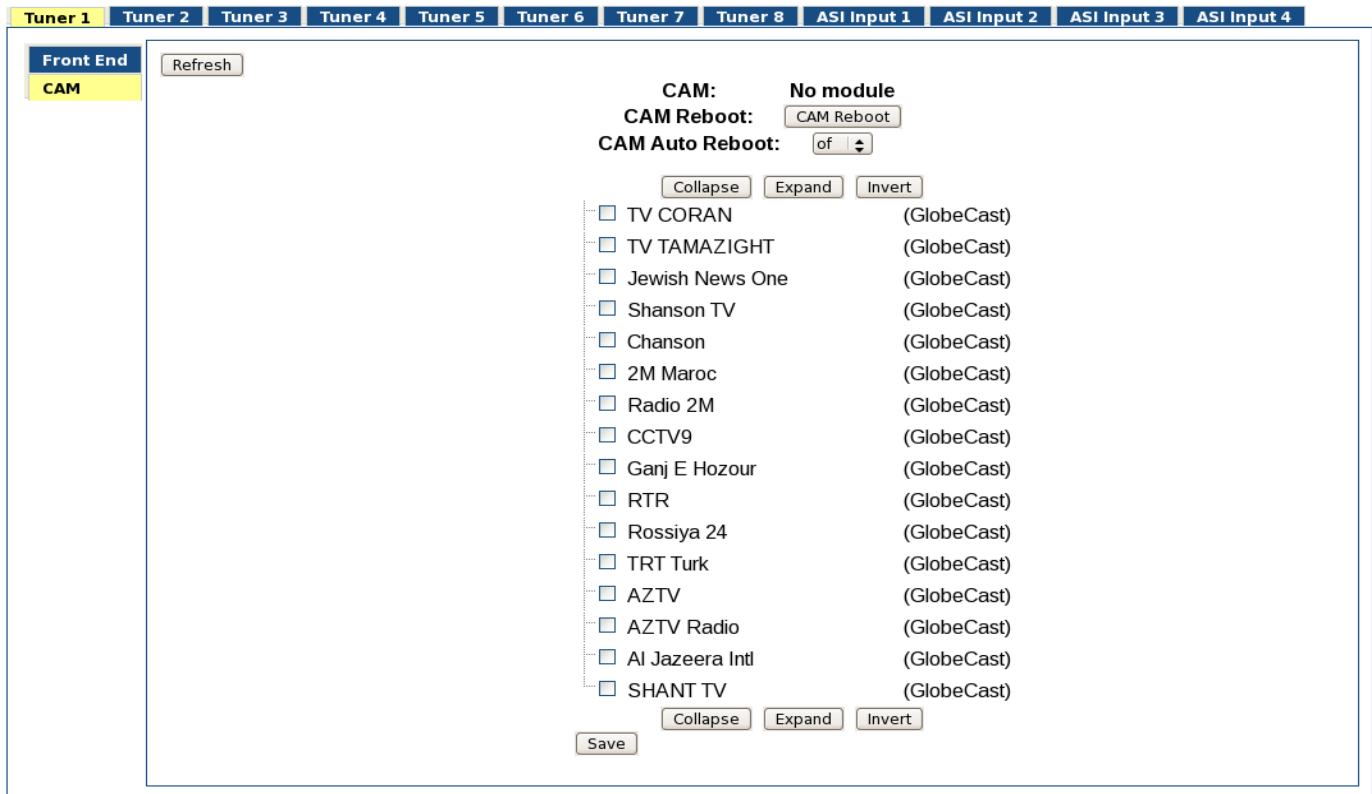 Tuner 1 Tuner 2 Tuner 3 Tuner 4 Tuner 5 Tuner 6 Tuner 7 Tuner 8 ASI Input 1 ASI Input 2 ASI Input 3 ASI Input 4
Front End
CAM
Refresh
CAM: No module
CAM Reboot: CAM Reboot
CAM Auto Reboot: of
Collapse Expand Invert
TV CORAN (GlobeCast)
TV TAMAZIGHT (GlobeCast)
Jewish News One (GlobeCast)
Shanson TV (GlobeCast)
Chanson (GlobeCast)
2M Maroc (GlobeCast)
Radio 2M (GlobeCast)
CCTV9 (GlobeCast)
Ganj E Hozour (GlobeCast)
RTR (GlobeCast)
Rossiya 24 (GlobeCast)
TRT Turk (GlobeCast)
AZTV (GlobeCast)
AZTV Radio (GlobeCast)
Al Jazeera Intl (GlobeCast)
SHANT TV (GlobeCast)
Collapse Expand Invert
Save